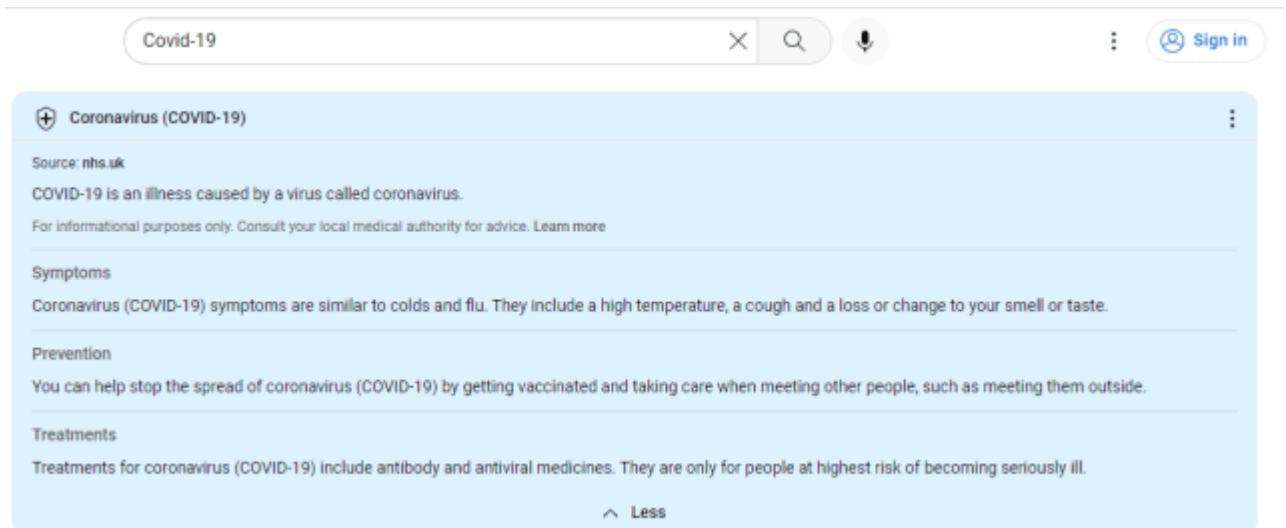 Covid-19
Sign in
Coronavirus (COVID-19)
Source: nhs.uk
COVID-19 is an illness caused by a virus called coronavirus.
For informational purposes only. Consult your local medical authority for advice. Learn more
Symptoms
Coronavirus (COVID-19) symptoms are similar to colds and flu. They include a high temperature, a cough and a loss or change to your smell or taste.
Prevention
You can help stop the spread of coronavirus (COVID-19) by getting vaccinated and taking care when meeting other people, such as meeting them outside.
Treatments
Treatments for coronavirus (COVID-19) include antibody and antiviral medicines. They are only for people at highest risk of becoming seriously ill.
Less